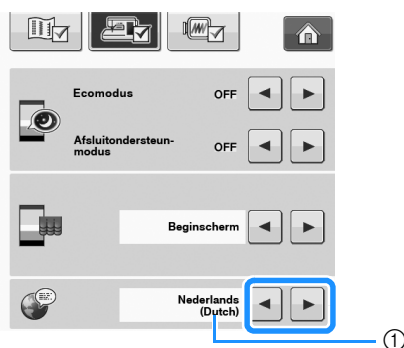 Ecomodus OFF
Afsluitondersteun-
modus OFF
Beginscherm
Nederlands
(Dutch)
①